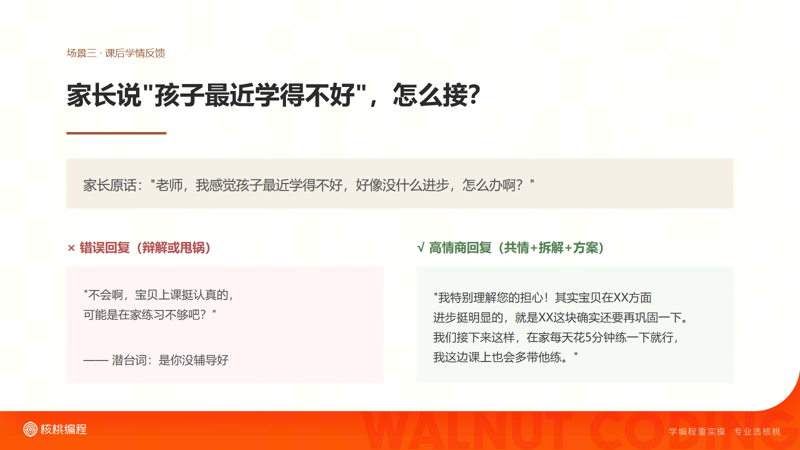 场景三 · 课后学情反馈
家长说"孩子最近学得不好"，怎么接？
家长原话："老师，我感觉孩子最近学得不好，好像没什么进步，怎么办啊？"
× 错误回复（辩解或甩锅）
"不会啊，宝贝上课挺认真的，
可能是在家练习不够吧？"
—— 潜台词：是你没辅导好
√ 高情商回复（共情+拆解+方案）
"我特别理解您的担心！其实宝贝在XX方面
进步挺明显的，就是XX这块确实还要再巩固一下。
我们接下来这样，在家每天花5分钟练一下就行，
我这边课上也会多带他练。"
核桃编程
WALNUT CODING
学编程重实操 专业选核桃